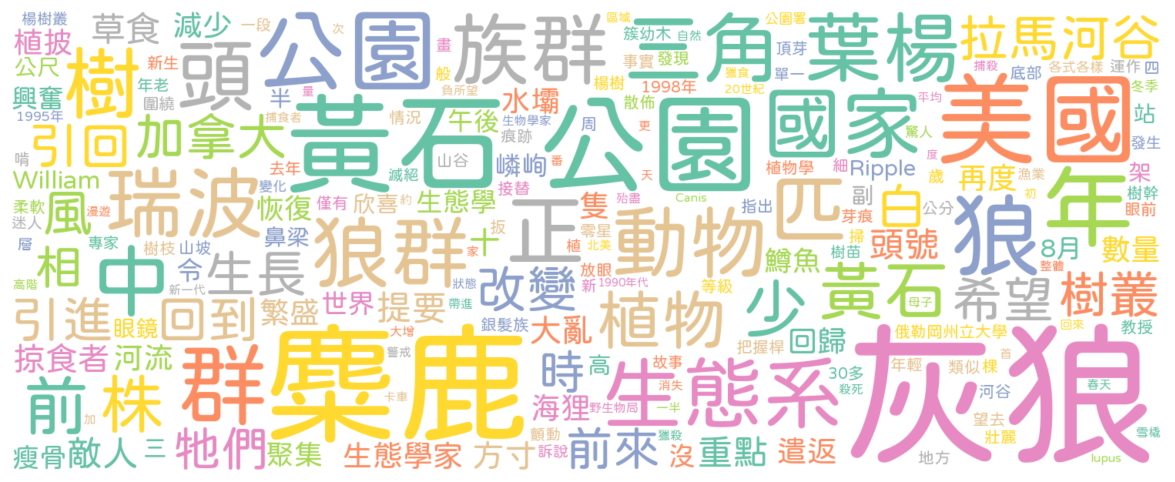 楊樹叢 草食 減少 一段 次 公園 族群 區域 簇幼木 自然 三角葉楊 公園署 頂芽 拉馬河谷
植披 公尺 新生 樹 頭 畫 般 負所望 事實 發現 楊樹 獵食 單一 底部 各式各樣 運作 四
興奮 年老 圍繞 半 量 水壩 1998年 20世紀 捕殺 冬季
1995年 引回 加拿大 捕食者 黃石公園 情況 午後 生物學家 痕跡 散佈 周 更 國家 平均 驚人 美國 站 發生
啃 William 去年 滅絕 山谷 嶙峋 接替 番 天 植物學 細 Ripple 度 歲 漁業 架
柔軟 迷人 風 漫遊 瑞波 變化 恢復 僅有 欣喜 約 生態學 正 隻 零星 殆盡 Canis 指出 匹 副 芽痕 白 公分 再度 狼 初 年 樹幹 眼前
層 專家 相 中 樹枝 山坡 令 鼻梁 狼群 扳 家 十 植 北美 動物 樹苗 掃 頭號 8月 整體 數量
高階 新一代 生長 狀態 帶進 改變 放眼 新 1990年代 等級 鱒魚 黃石 母子 希望 樹叢
引進 眼鏡 回到 繁盛 世界 提要 銀髮族 大亂 植物 少 把握桿 回歸 俄勒岡州立大學 回來 教授
掠食者 河流 群 麋鹿 大增 警戒 卡車 時 高 故事 消失 生態系 30多 殺死 年輕 類似 棵 首 灰狼 春天
前 株 加 海狸 野生物局 一半 河谷 望去 壯麗
瘦骨 敵人 三 牠們 聚集 生態學家 方寸 顫動 訴說 前來 獵殺 沒 重點 遣返 地方 lupus 雪橇